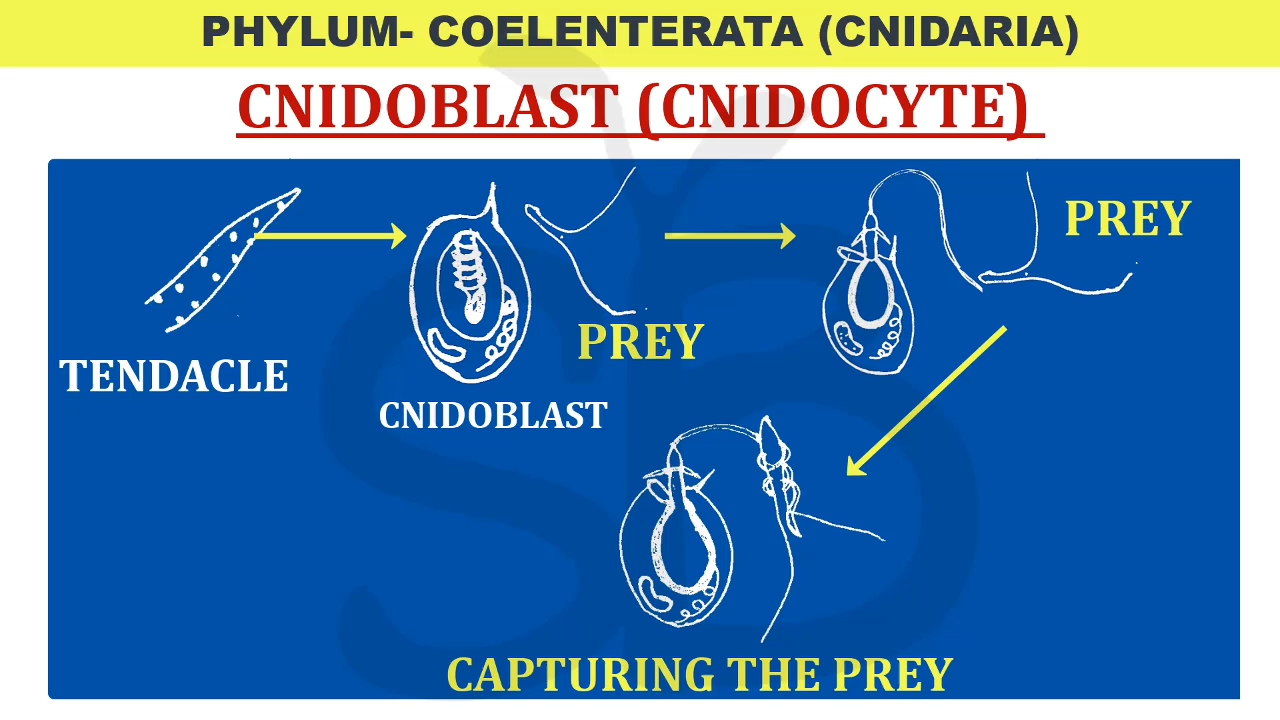 PHYLUM- COELENTERATA (CNIDARIA)
CNIDOBLAST (CNIDOCYTE)
TENDACLE
CNIDOBLAST
PREY
PREY
CAPTURING THE PREY